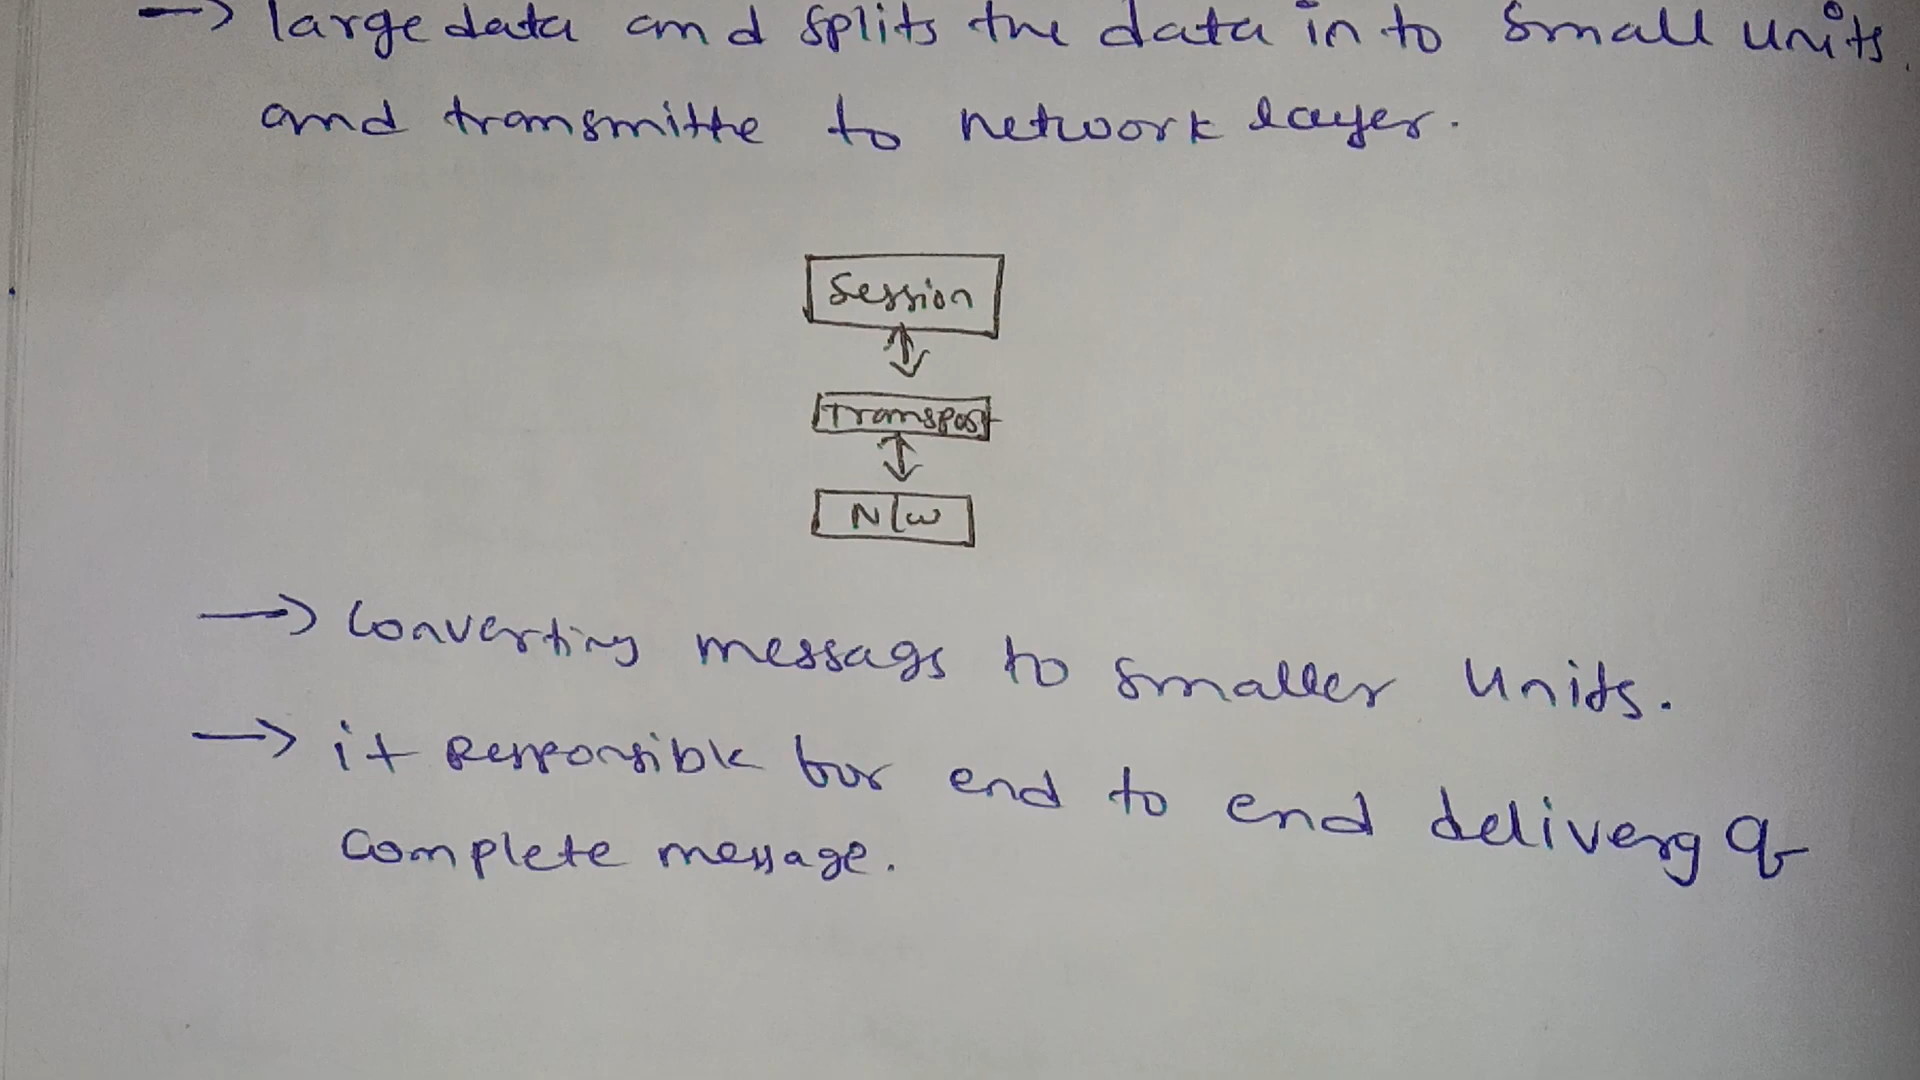 → large data and splits the data in to small units.
and transmitte to network layer.
Session
Transport
N/W
→ Converting messags to smaller units.
→ it Responsible for end to end delivery of
Complete message.